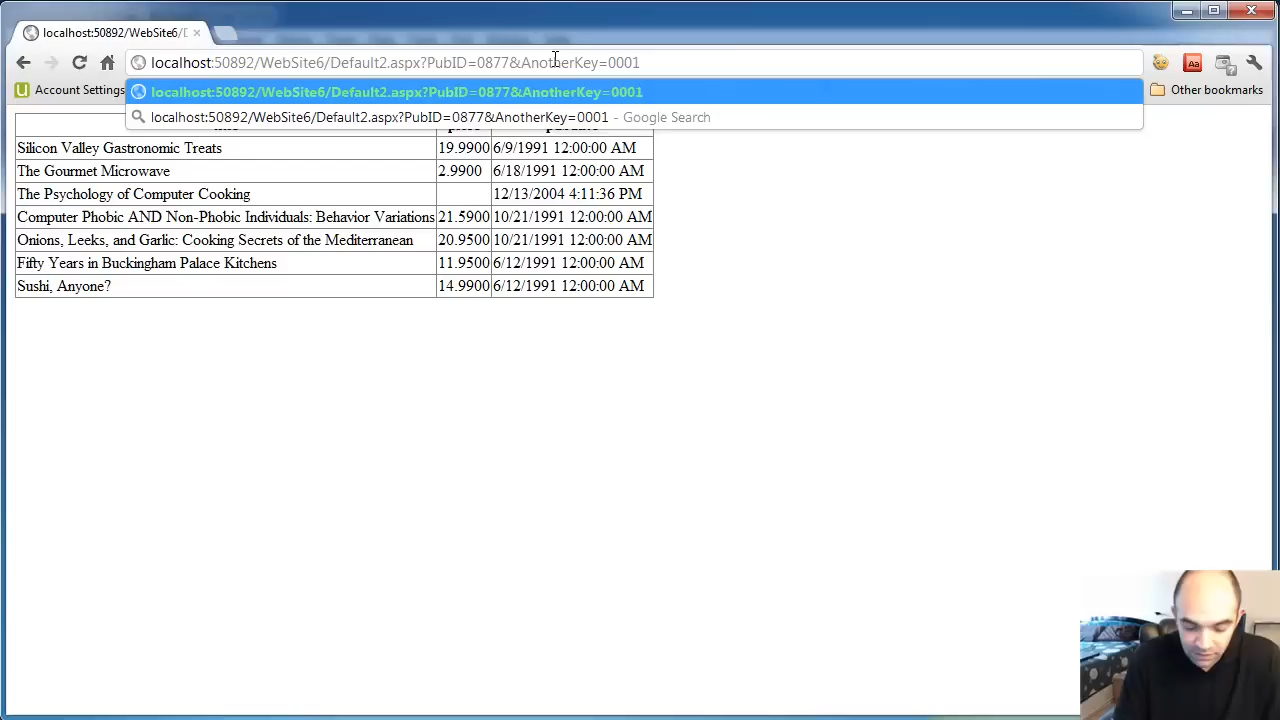 localhost:50892/WebSite6/D
localhost:50892/WebSite6/Default2.aspx?PubID=0877&AnotherKey=0001
Account Settings
localhost:50892/WebSite6/Default2.aspx?PubID=0877&AnotherKey=0001
Other bookmarks
localhost:50892/WebSite6/Default2.aspx?PubID=0877&AnotherKey=0001 - Google Search
Silicon Valley Gastronomic Treats 19.9900 6/9/1991 12:00:00 AM
The Gourmet Microwave 2.9900 6/18/1991 12:00:00 AM
The Psychology of Computer Cooking 12/13/2004 4:11:36 PM
Computer Phobic AND Non-Phobic Individuals: Behavior Variations 21.5900 10/21/1991 12:00:00 AM
Onions, Leeks, and Garlic: Cooking Secrets of the Mediterranean 20.9500 10/21/1991 12:00:00 AM
Fifty Years in Buckingham Palace Kitchens 11.9500 6/12/1991 12:00:00 AM
Sushi, Anyone? 14.9900 6/12/1991 12:00:00 AM